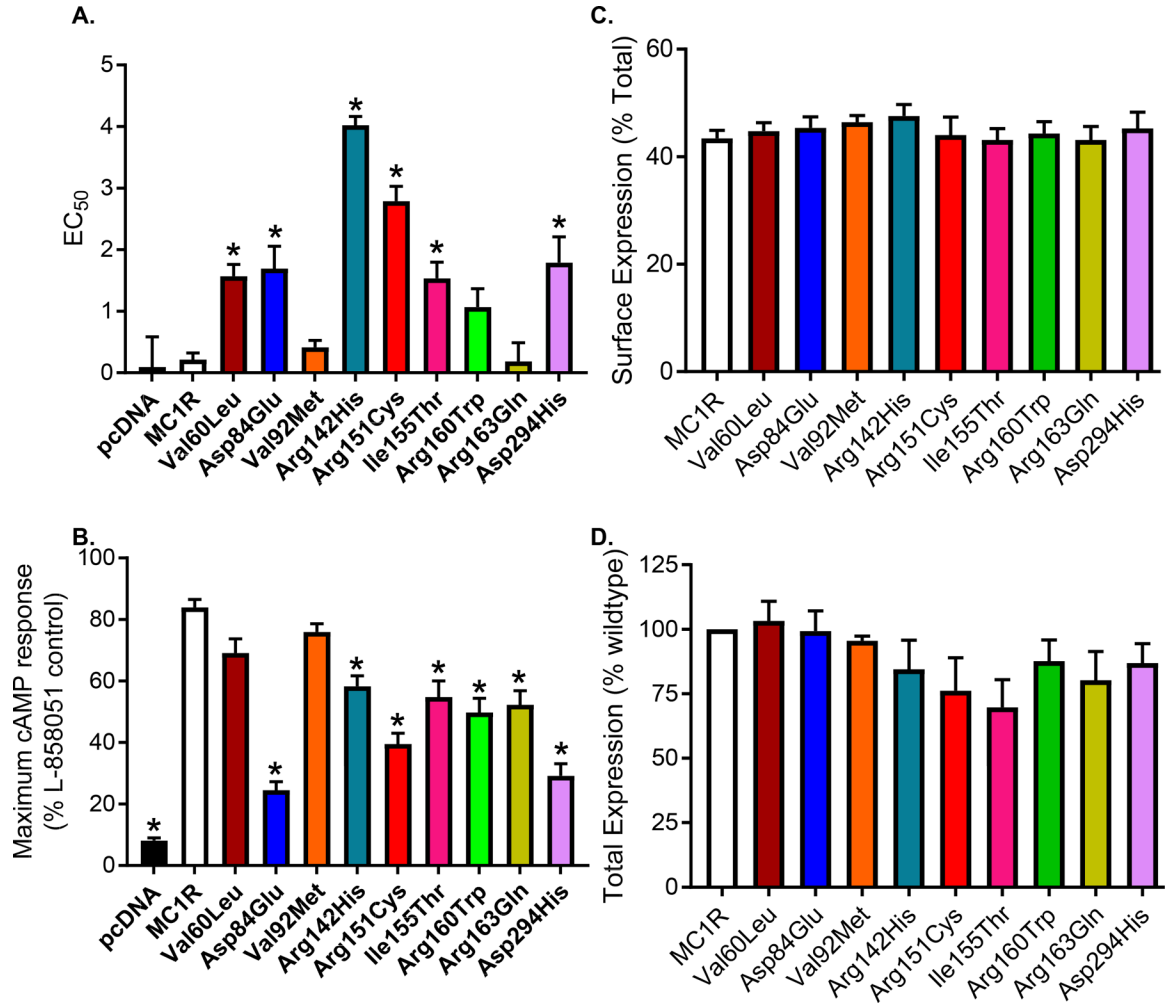 A.
EC50
5
4
3
2
1
0
*
*
*
*
*
*
pcDNA
MC1R
Val60Leu
Asp84Glu
Val92Met
Arg142His
Arg151Cys
Ile155Thr
Arg160Trp
Arg163Gln
Asp294His
B.
Maximum cAMP response
(% L-858051 control)
100
80
60
40
20
0
*
*
*
*
*
*
*
*
pcDNA
MC1R
Val60Leu
Asp84Glu
Val92Met
Arg142His
Arg151Cys
Ile155Thr
Arg160Trp
Arg163Gln
Asp294His
C.
Surface Expression (% Total)
60
40
20
0
MC1R
Val60Leu
Asp84Glu
Val92Met
Arg142His
Arg151Cys
Ile155Thr
Arg160Trp
Arg163Gln
Asp294His
D.
Total Expression (% wildtype)
125
100
75
50
25
0
MC1R
Val60Leu
Asp84Glu
Val92Met
Arg142His
Arg151Cys
Ile155Thr
Arg160Trp
Arg163Gln
Asp294His